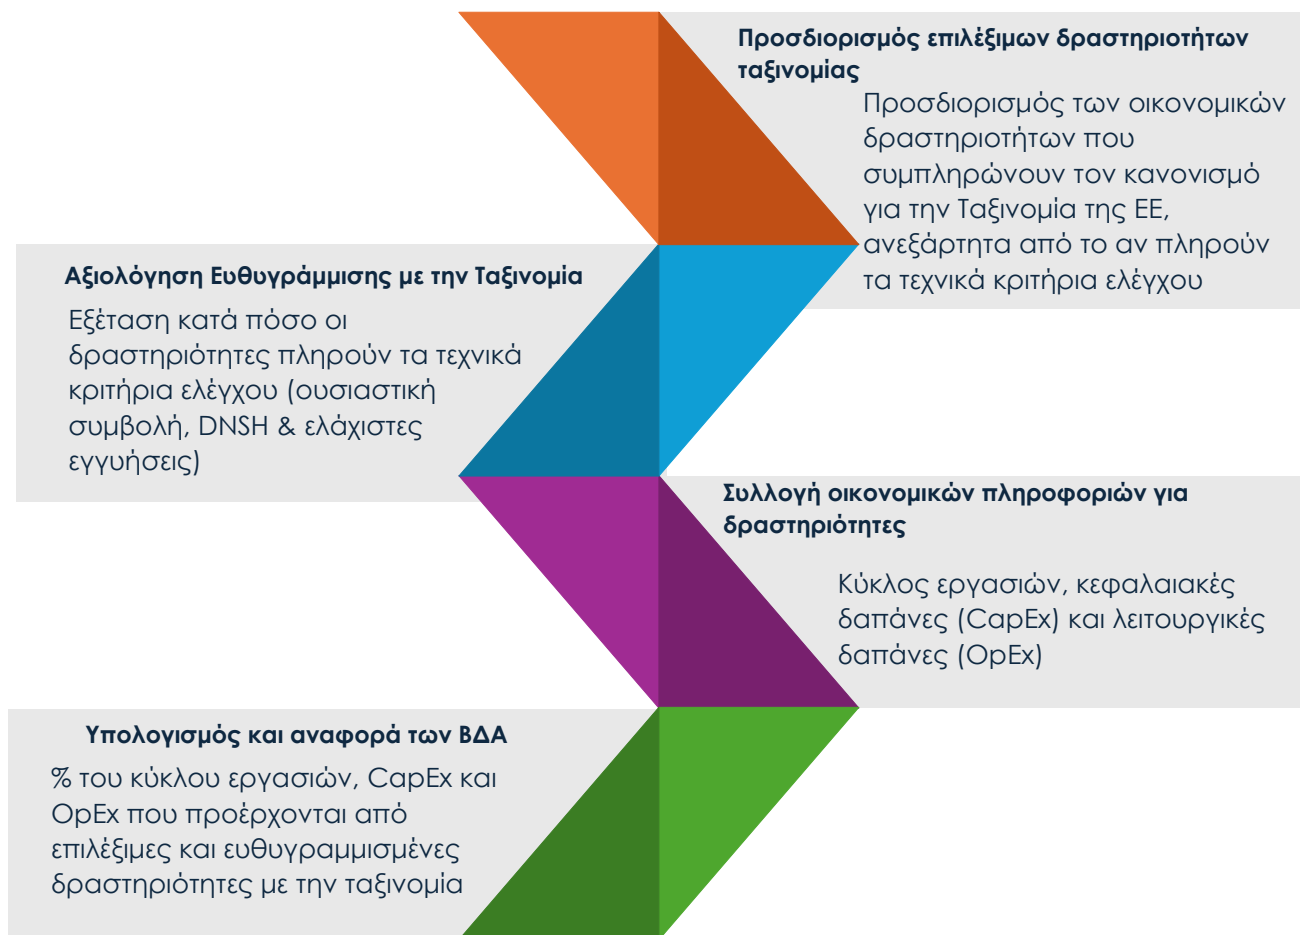 Προσδιορισμός επιλέξιμων δραστηριοτήτων
ταξινομίας
Προσδιορισμός των οικονομικών
δραστηριοτήτων που
συμπληρώνουν τον κανονισμό
για την Ταξινομία της ΕΕ,
ανεξάρτητα από το αν πληρούν
τα τεχνικά κριτήρια ελέγχου
Αξιολόγηση Ευθυγράμμισης με την Ταξινομία
Εξέταση κατά πόσο οι
δραστηριότητες πληρούν τα τεχνικά
κριτήρια ελέγχου (ουσιαστική
συμβολή, DNSH & ελάχιστες
εγγυήσεις)
Συλλογή οικονομικών πληροφοριών για
δραστηριότητες
Κύκλος εργασιών, κεφαλαιακές
δαπάνες (CapEx) και λειτουργικές
δαπάνες (OpEx)
Υπολογισμός και αναφορά των ΒΔΑ
% του κύκλου εργασιών, CapEx και
OpEx που προέρχονται από
επιλέξιμες και ευθυγραμμισμένες
δραστηριότητες με την ταξινομία